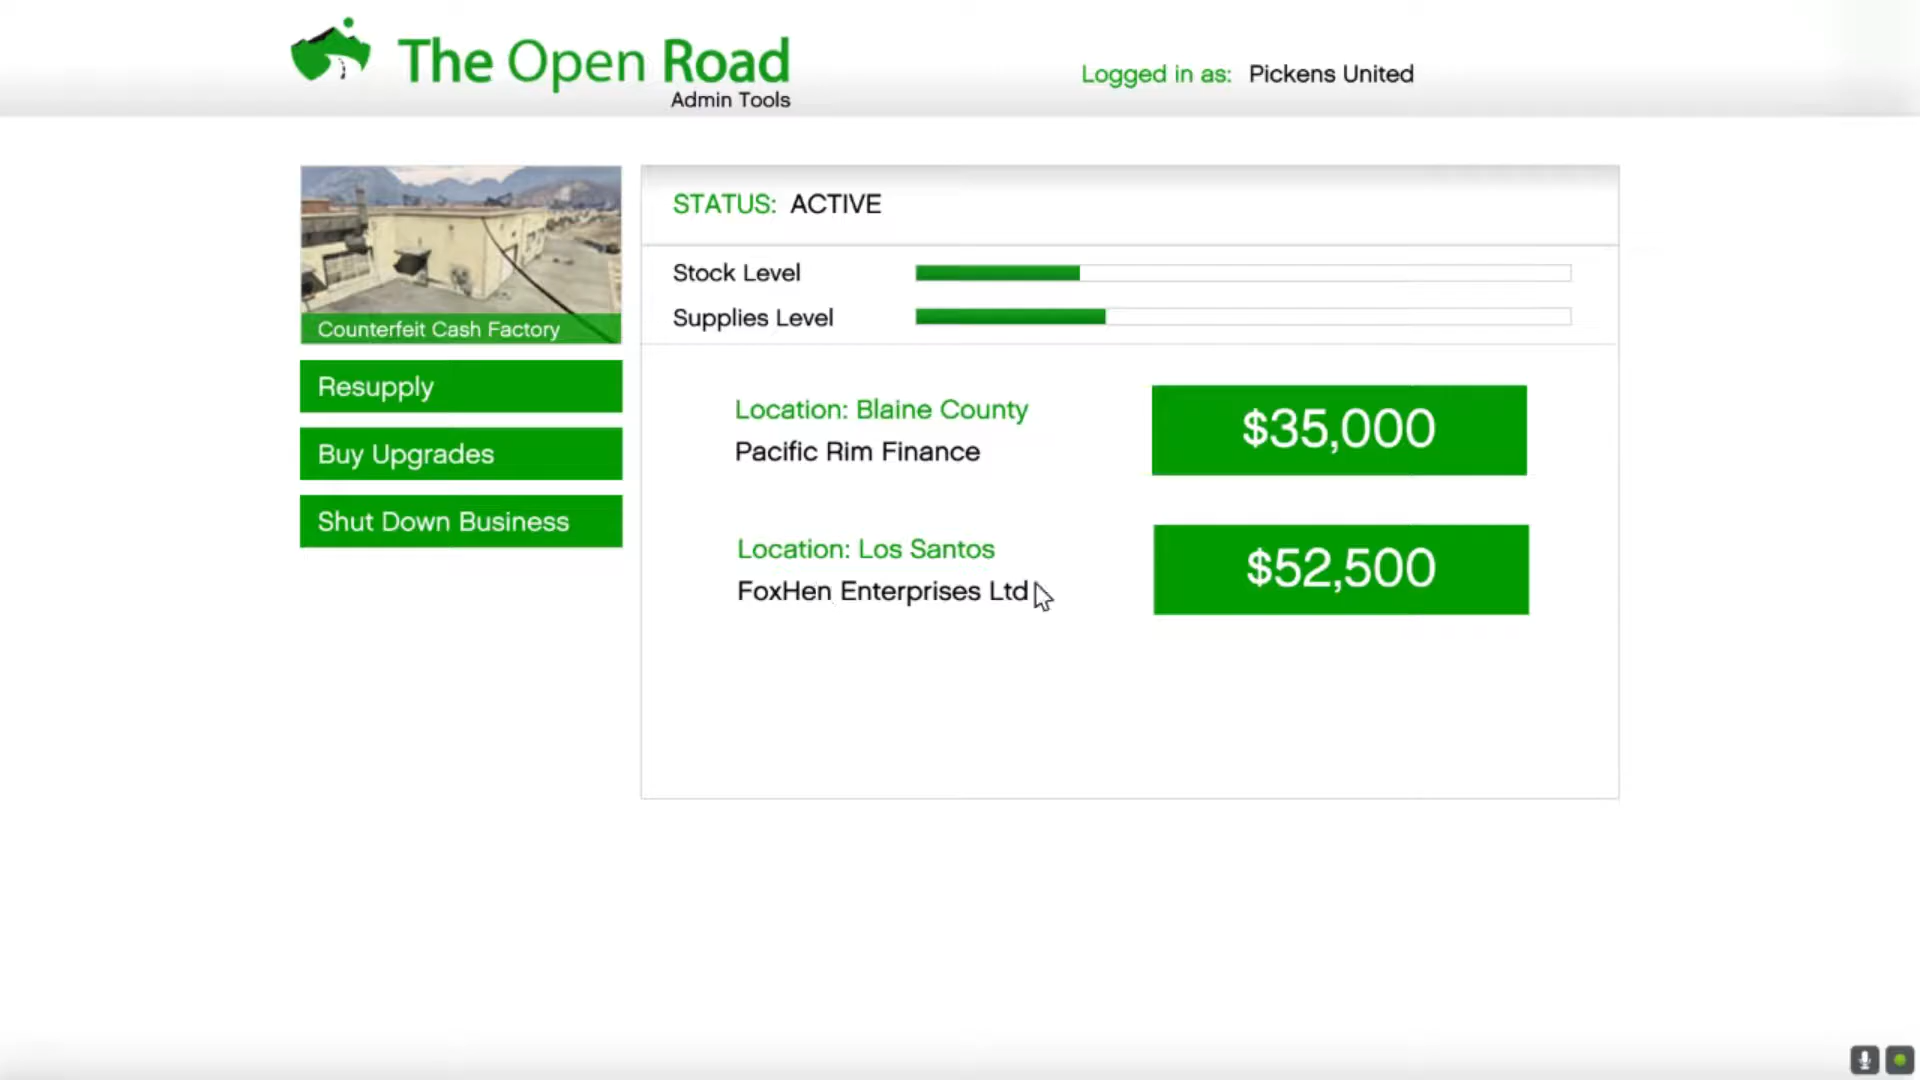 The Open Road
Admin Tools
Logged in as: Pickens United
Counterfeit Cash Factory
Resupply
Buy Upgrades
Shut Down Business
STATUS: ACTIVE
Stock Level
Supplies Level
Location: Blaine County
Pacific Rim Finance
$35,000
Location: Los Santos
FoxHen Enterprises Ltd
$52,500